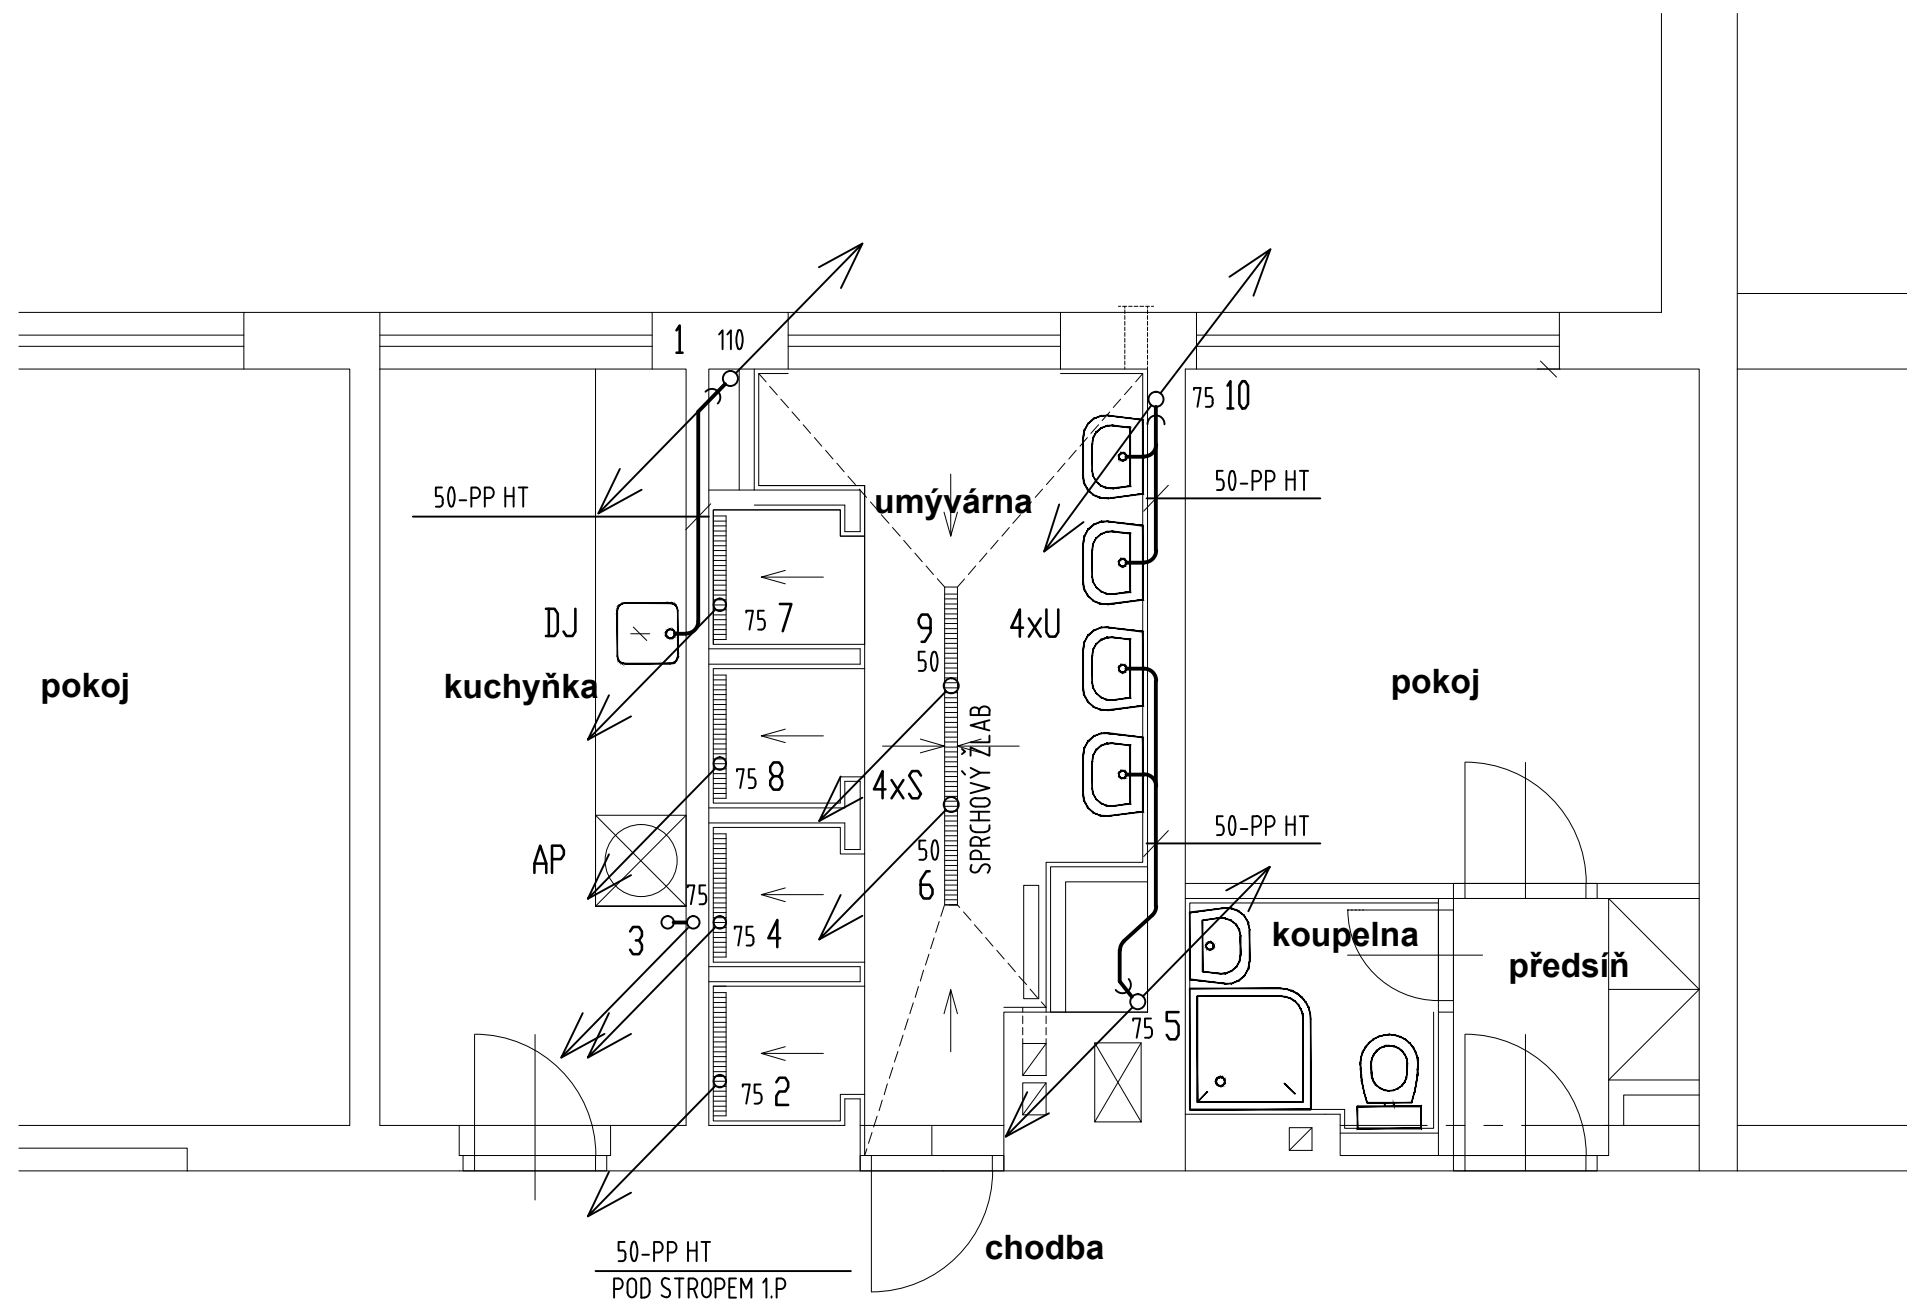 1 110
75 10
50-PP HT
50-PP HT
umývárna
DJ
75 7
9
50
4xU
pokoj
kuchyňka
pokoj
75 8
4xS
SPRCHOVÝ ŽLAB
50-PP HT
AP
50
6
75
3
75 4
koupelna
předsíň
75 5
75 2
chodba
50-PP HT
POD STROPEM 1.P